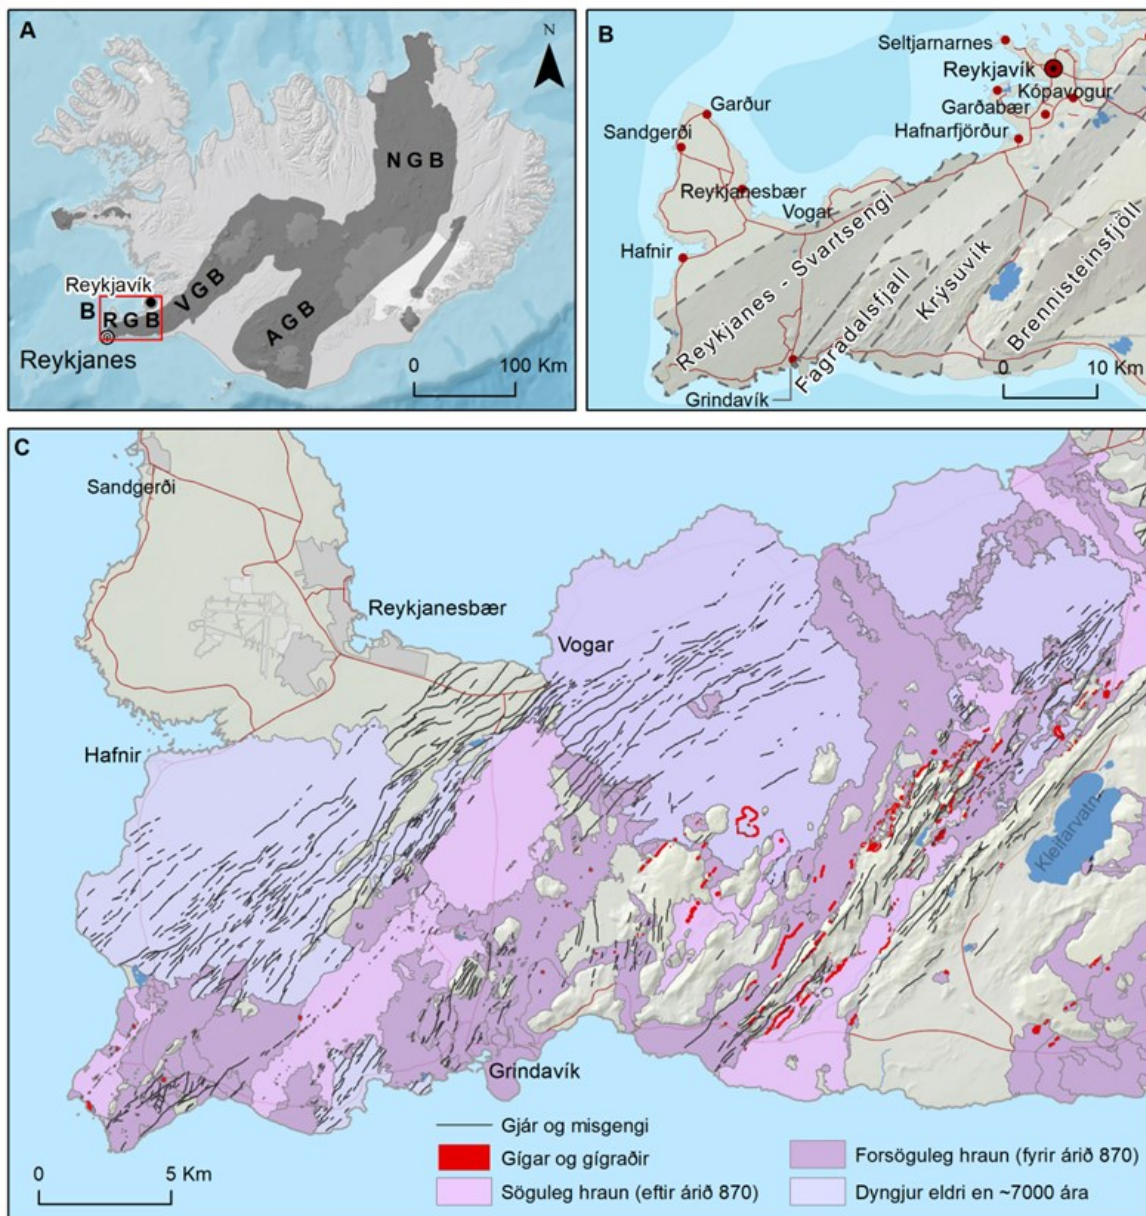 A
N
N G B
Reykjavík
V G B
B
R G B
A G B
Reykjanes
0 100 Km
B
Seltjarnarnes
Reykjavík
Kópavogur
Garðabær
Garður
Hafnarfjörður
Sandgerði
Reykjanesbær
Vogar
Hafnir
Reykjanes - Svartsengi
Fagradalsfjall
Krýsuvík
Brennisteinsfjöll
Grindavík
0 10 Km
C
Sandgerði
Reykjanesbær
Vogar
Hafnir
Kleifarvatn
Grindavík
0 5 Km
Gjár og misgengi
Gígar og gígraðir
Söguleg hraun (eftir árið 870)
Forsöguleg hraun (fyrir árið 870)
Dyngjur eldri en ~7000 ára